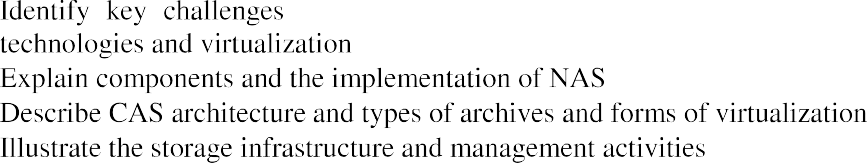 Identify key challenges
technologies and virtualization
Explain components and the implementation of NAS
Describe CAS architecture and types of archives and forms of virtualization
Illustrate the storage infrastructure and management activities